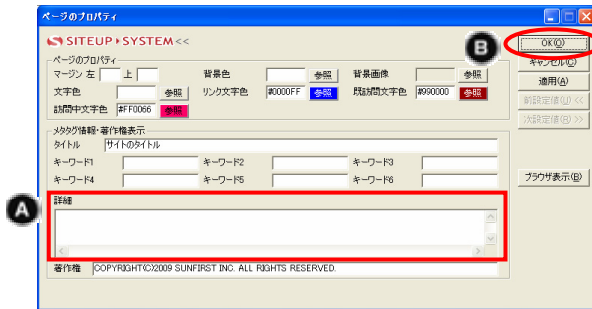 ページのプロパティ
SITEUP SYSTEM<<
B
OK(O)
キャンセル(C)
ページのプロパティ
マージン 左 上 背景色 参照 背景画像 参照
適用(A)
文字色 参照 リンク文字色 #0000FF 参照 既訪問文字色 #990000 参照
前設定値(U) <<
訪問中文字色 #FF0066 参照
次設定値(R) >>
メタタグ情報・著作権表示
タイトル サイトのタイトル
キーワード1 キーワード2 キーワード3
キーワード4 キーワード5 キーワード6
ブラウザ表示(B)
A
詳細
著作権 COPYRIGHT(C)2009 SUNFIRST INC. ALL RIGHTS RESERVED.